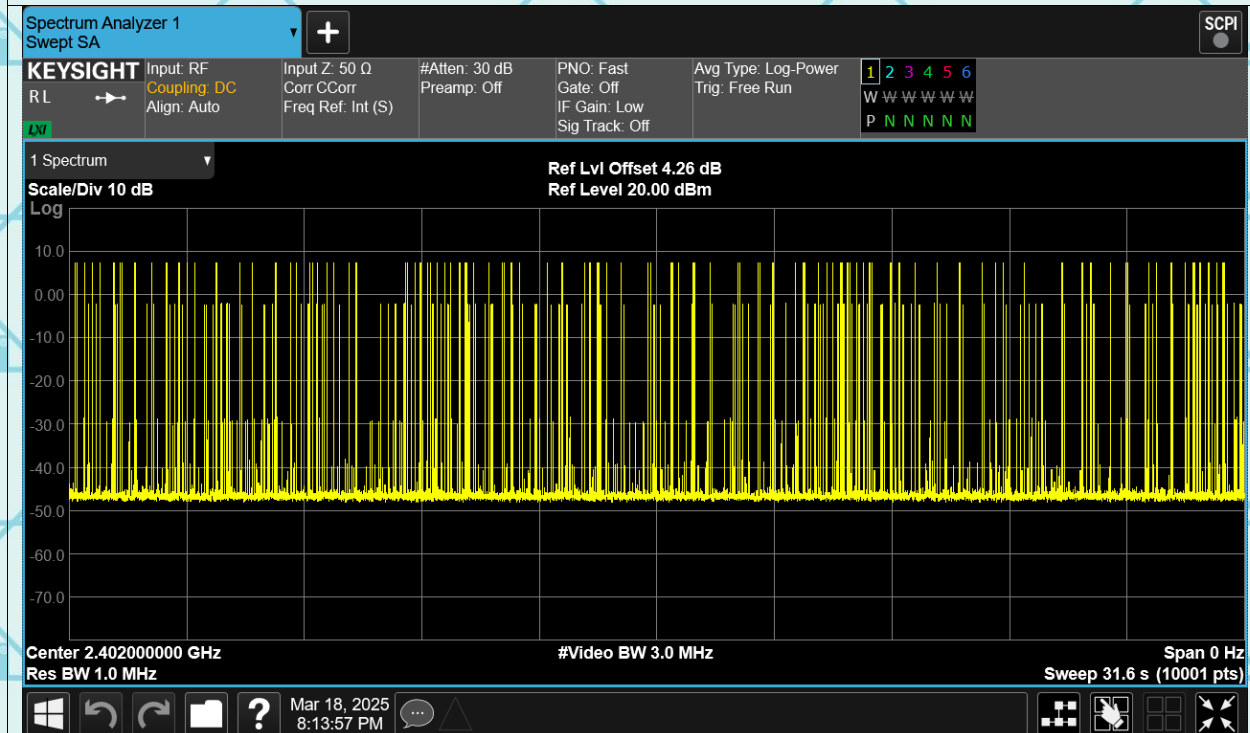 Spectrum Analyzer 1
Swept SA
▼
+
SCPI
KEYSIGHT
RL
LXI
Input: RF
Coupling: DC
Align: Auto
Input Z: 50 Ω
Corr CCorr
Freq Ref: Int (S)
#Atten: 30 dB
Preamp: Off
PNO: Fast
Gate: Off
IF Gain: Low
Sig Track: Off
Avg Type: Log-Power
Trig: Free Run
1 2 3 4 5 6
W W W W W W
P N N N N N
1 Spectrum ▼
Scale/Div 10 dB
Ref Lvl Offset 4.26 dB
Ref Level 20.00 dBm
Log
10.0
0.00
-10.0
-20.0
-30.0
-40.0
-50.0
-60.0
-70.0
Center 2.402000000 GHz
#Video BW 3.0 MHz
Span 0 Hz
Res BW 1.0 MHz
Sweep 31.6 s (10001 pts)
?
Mar 18, 2025
8:13:57 PM